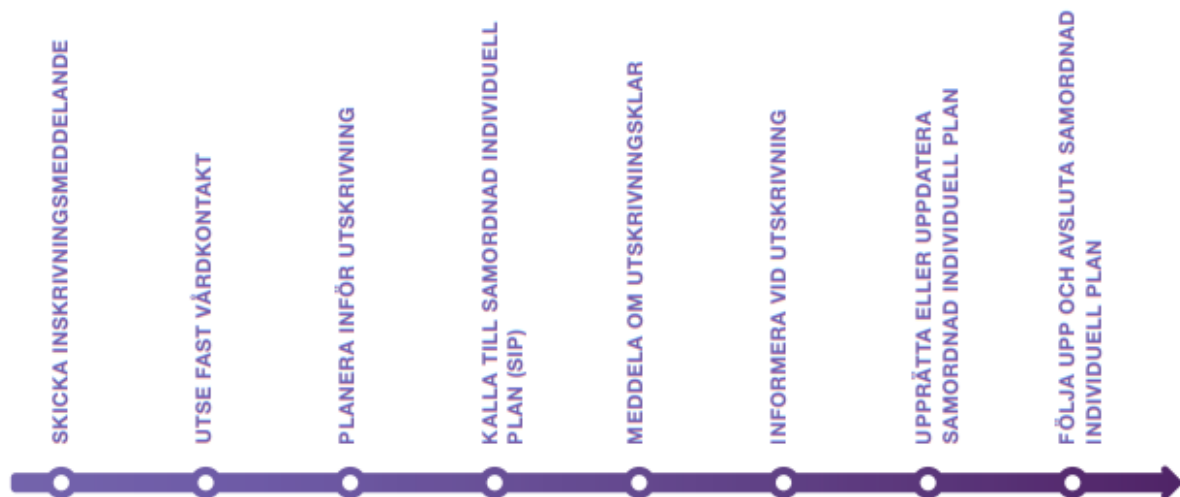 SKICKA INSKRIVNINGSMEDDELANDE
UTSE FAST VÅRDKONTAKT
PLANERA INFÖR UTSKRIVNING
KALLA TILL SAMORDNAD INDIVIDUELL
PLAN (SIP)
MEDDELA OM UTSKRIVNINGSKLAR
INFORMERA VID UTSKRIVNING
UPPRÄTTA ELLER UPPDATERA
SAMORDNAD INDIVIDUELL PLAN
FÖLJA UPP OCH AVSLUTA SAMORDNAD
INDIVIDUELL PLAN